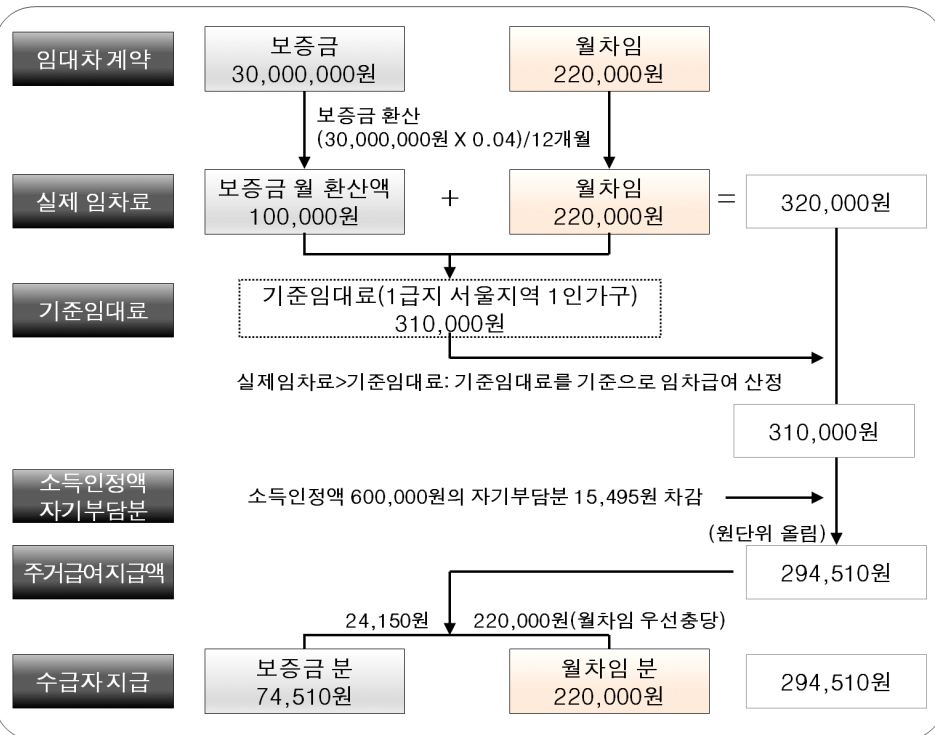 임대차 계약
보증금
30,000,000원
월차임
220,000원
보증금 환산
(30,000,000원 X 0.04)/12개월
실제 임차료
보증금 월 환산액
100,000원
+
월차임
220,000원
=
320,000원
기준임대료
기준임대료(1급지 서울지역 1인가구)
310,000원
실제임차료>기준임대료: 기준임대료를 기준으로 임차급여 산정
310,000원
소득인정액
자기부담분
소득인정액 600,000원의 자기부담분 15,495원 차감
(원단위 올림)
주거급여지급액
294,510원
24,150원
220,000원(월차임 우선충당)
수급자 지급
보증금 분
74,510원
월차임 분
220,000원
294,510원